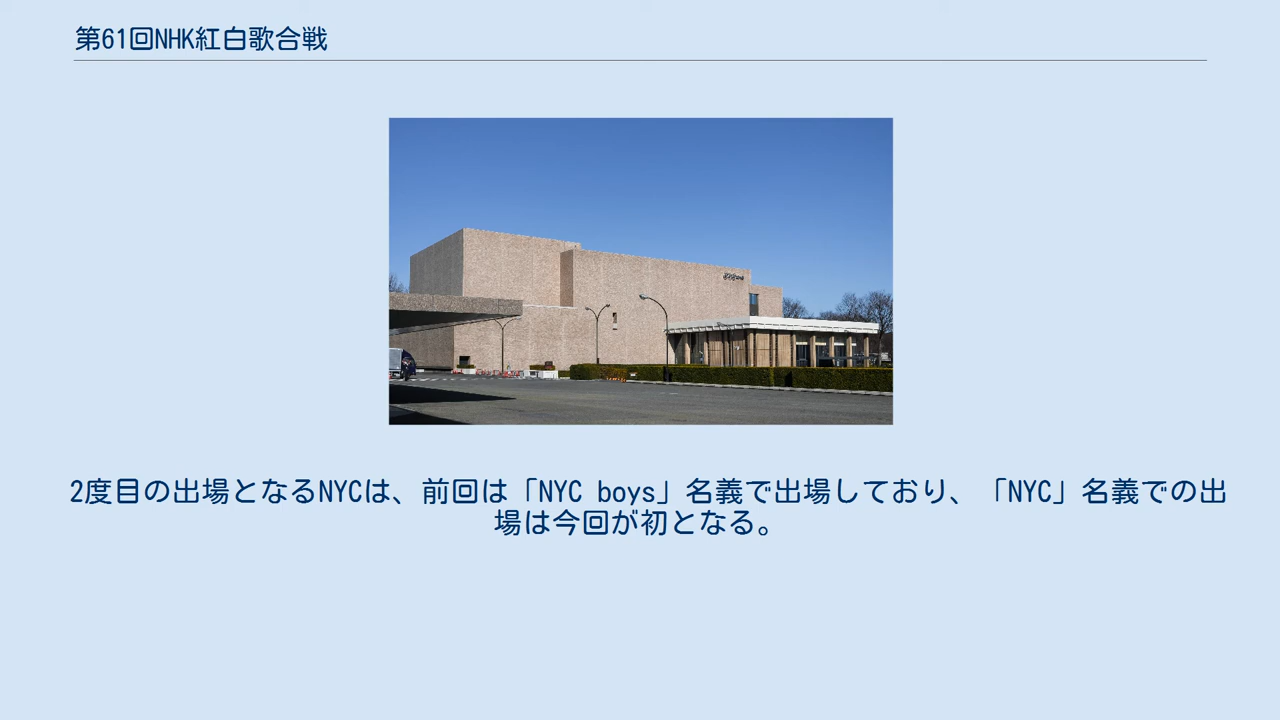 第61回NHK紅白歌合戦
2度目の出場となるNYCは、前回は「NYC boys」名義で出場しており、「NYC」名義での出
場は今回が初となる。